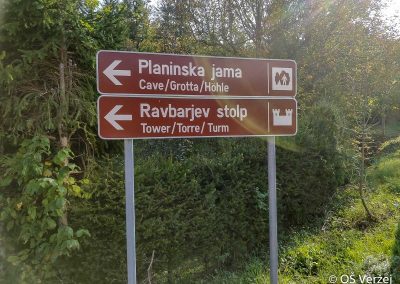 Planinska jama
Cave/Grotta/Höhle
Ravbarjev stolp
Tower/Torre/Turm
© OS Verzej